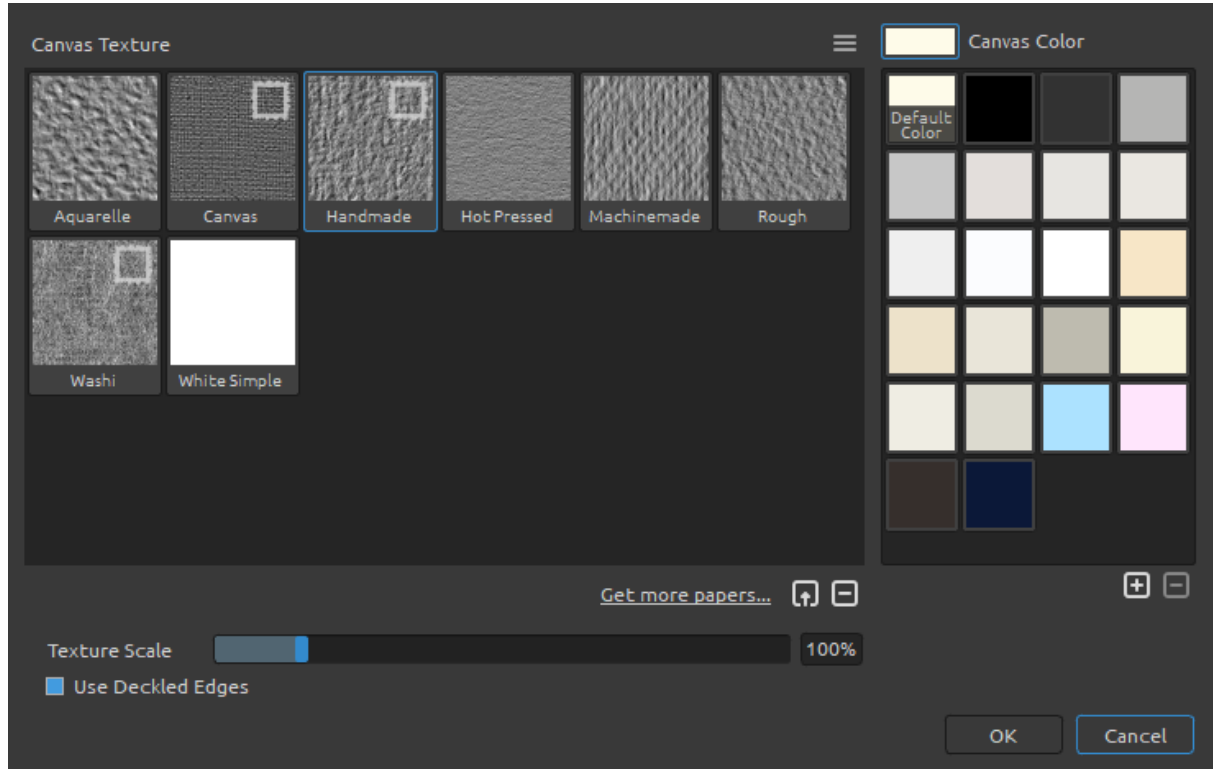 Canvas Texture
Canvas Color
Aquarelle
Canvas
Handmade
Hot Pressed
Machinemade
Rough
Washi
White Simple
Default
Color
Get more papers...
Texture Scale
100%
Use Deckled Edges
OK
Cancel